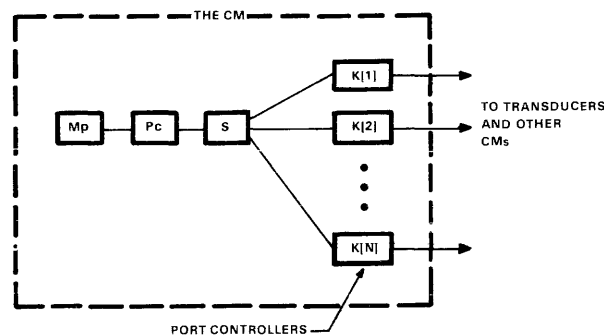 THE CM
K[1]
Mp
Pc
S
K[2]
TO TRANSDUCERS
AND OTHER
CMs
K[N]
PORT CONTROLLERS